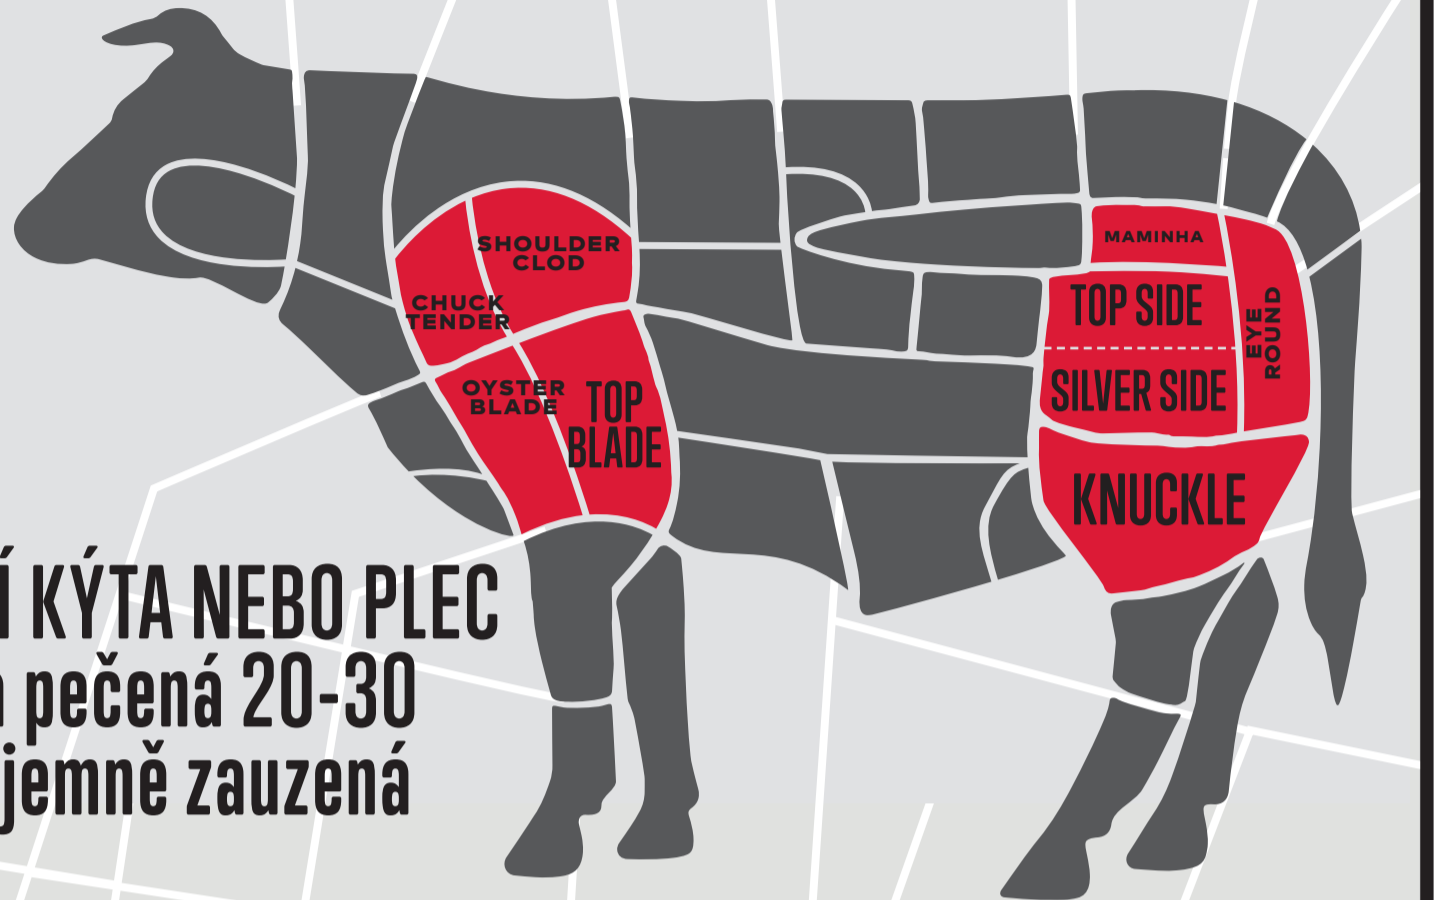 SHOULDER
CLOD
CHUCK
TENDER
OYSTER
BLADE
TOP
BLADE
MAMINHA
TOP SIDE
SILVER SIDE
EYE
ROUND
KNUCKLE
Í KÝTA NEBO PLEC
pečená 20-30
jemně zauzená